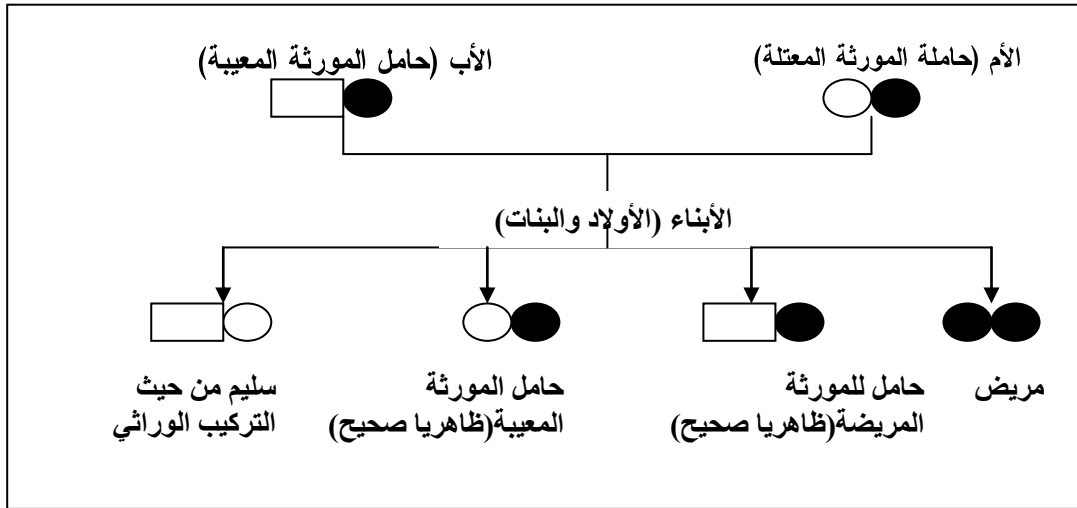 الأم (حاملة المورثة المعتلة)
الأب (حامل المورثة المعيبة)
الأبناء (الأولاد والبنات)
مريض
حامل للمورثة
المريضة(ظاهريا صحيح)
حامل المورثة
المعيبة(ظاهريا صحيح)
سليم من حيث
التركيب الوراثي